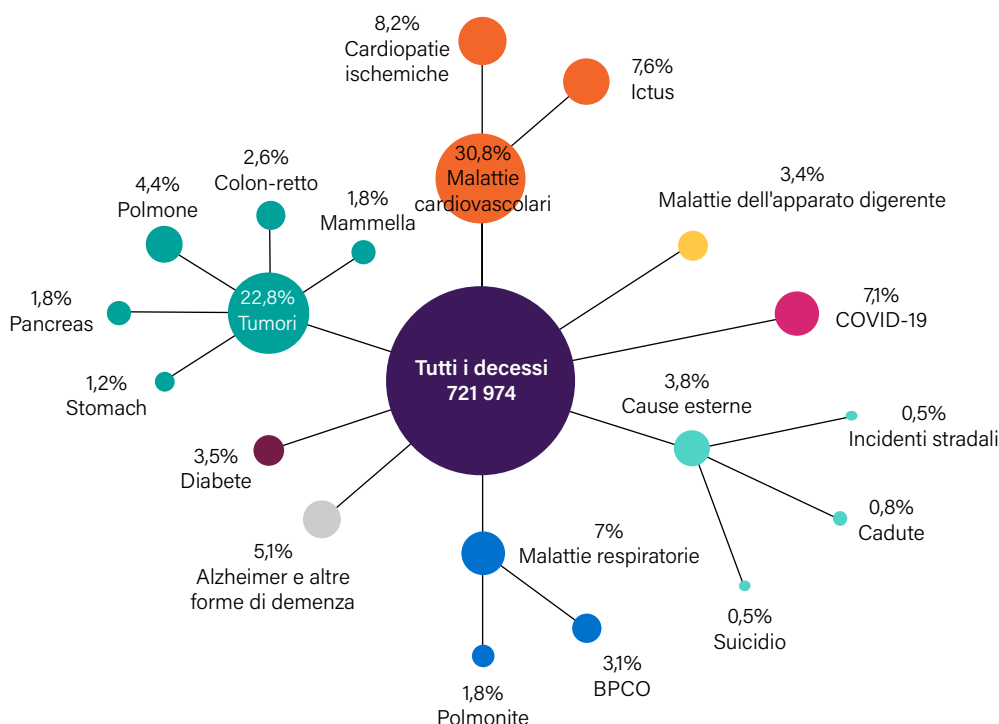 8,2%
Cardiopatie
ischemiche
7,6%
Ictus
30,8%
Malattie
cardiovascolari
2,6%
Colon-retto
4,4%
Polmone
1,8%
Mammella
22,8%
Tumori
1,8%
Pancreas
1,2%
Stomach
3,4%
Malattie dell'apparato digerente
7,1%
COVID-19
Tutti i decessi
721 974
3,8%
Cause esterne
0,5%
Incidenti stradali
0,8%
Cadute
0,5%
Suicidio
3,5%
Diabete
5,1%
Alzheimer e altre
forme di demenza
7%
Malattie respiratorie
3,1%
BPCO
1,8%
Polmonite